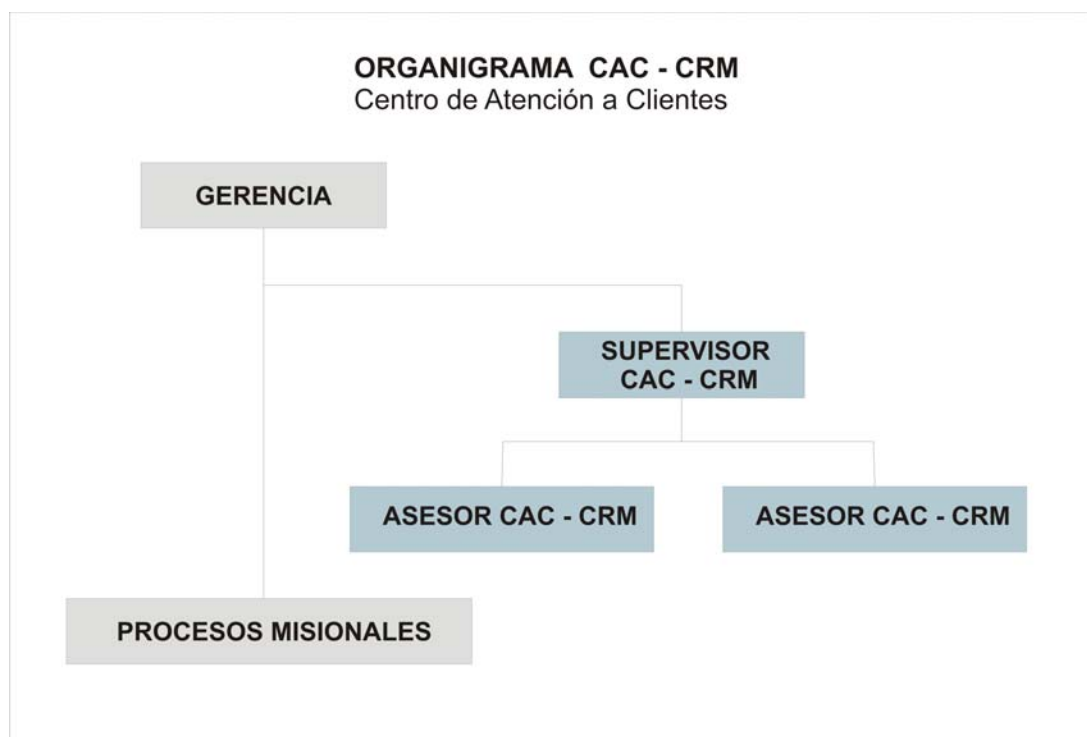 ORGANIGRAMA CAC - CRM
Centro de Atención a Clientes
GERENCIA
SUPERVISOR
CAC - CRM
ASESOR CAC - CRM
ASESOR CAC - CRM
PROCESOS MISIONALES